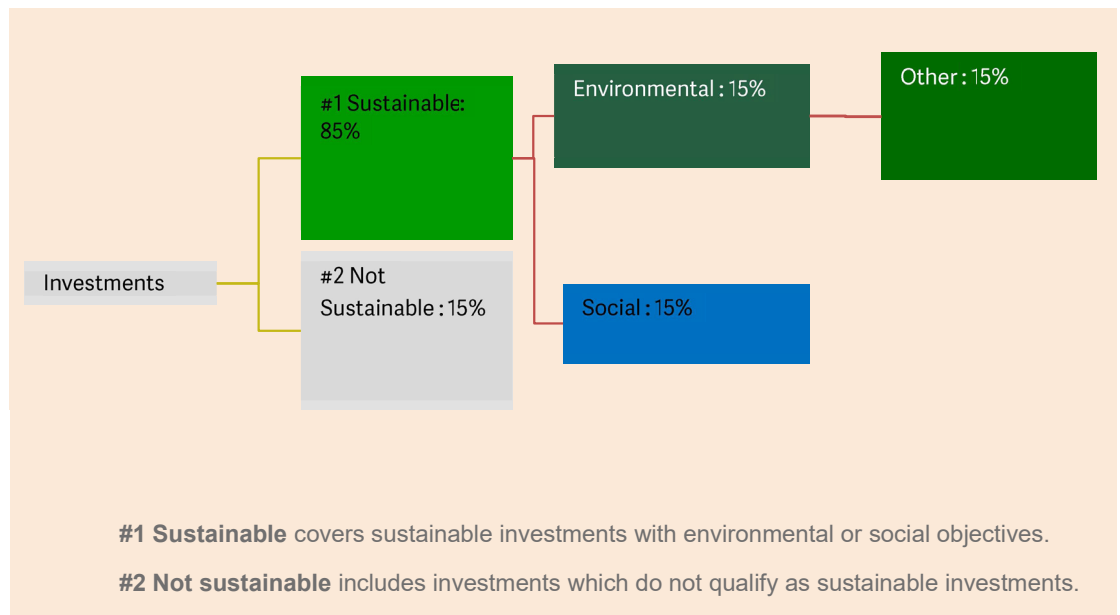 #1 Sustainable:
85%
Environmental : 15%
Other : 15%
Investments
#2 Not
Sustainable : 15%
Social : 15%
#1 Sustainable covers sustainable investments with environmental or social objectives.
#2 Not sustainable includes investments which do not qualify as sustainable investments.